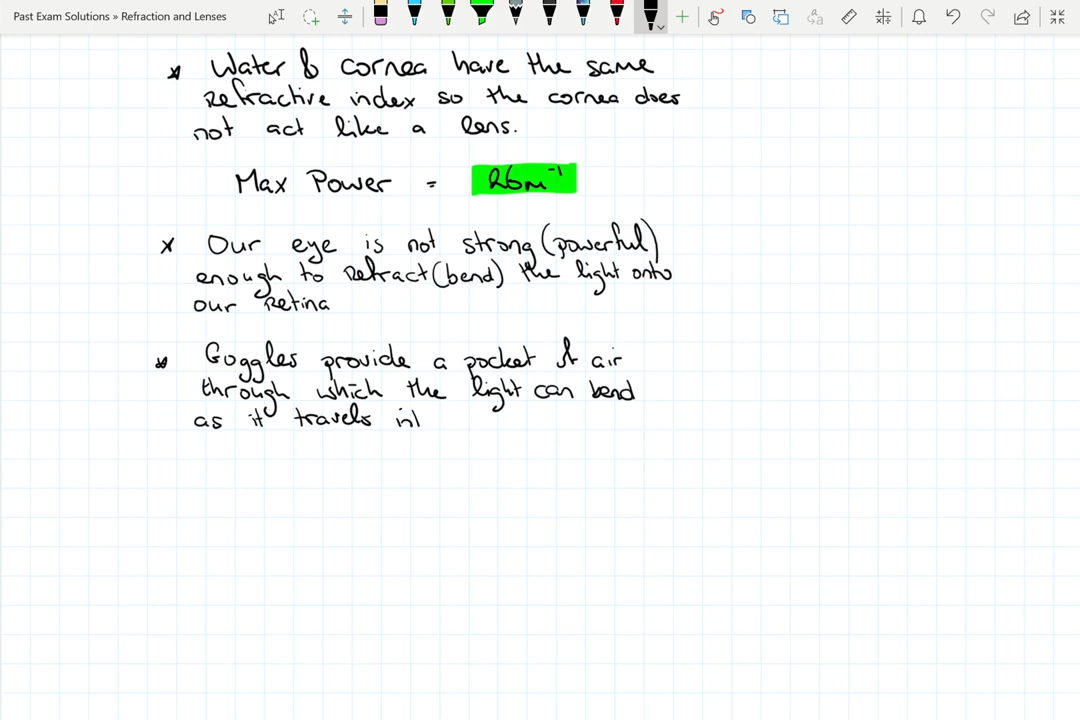 Past Exam Solutions » Refraction and Lenses
* Water & cornea have the same
Refractive index so the cornea does
not act like a lens.
Max Power = 26m⁻¹
* Our eye is not strong (powerful)
enough to Refract (bend) the light onto
our Retina
* Goggles provide a pocket of air
through which the light can bend
as it travels in